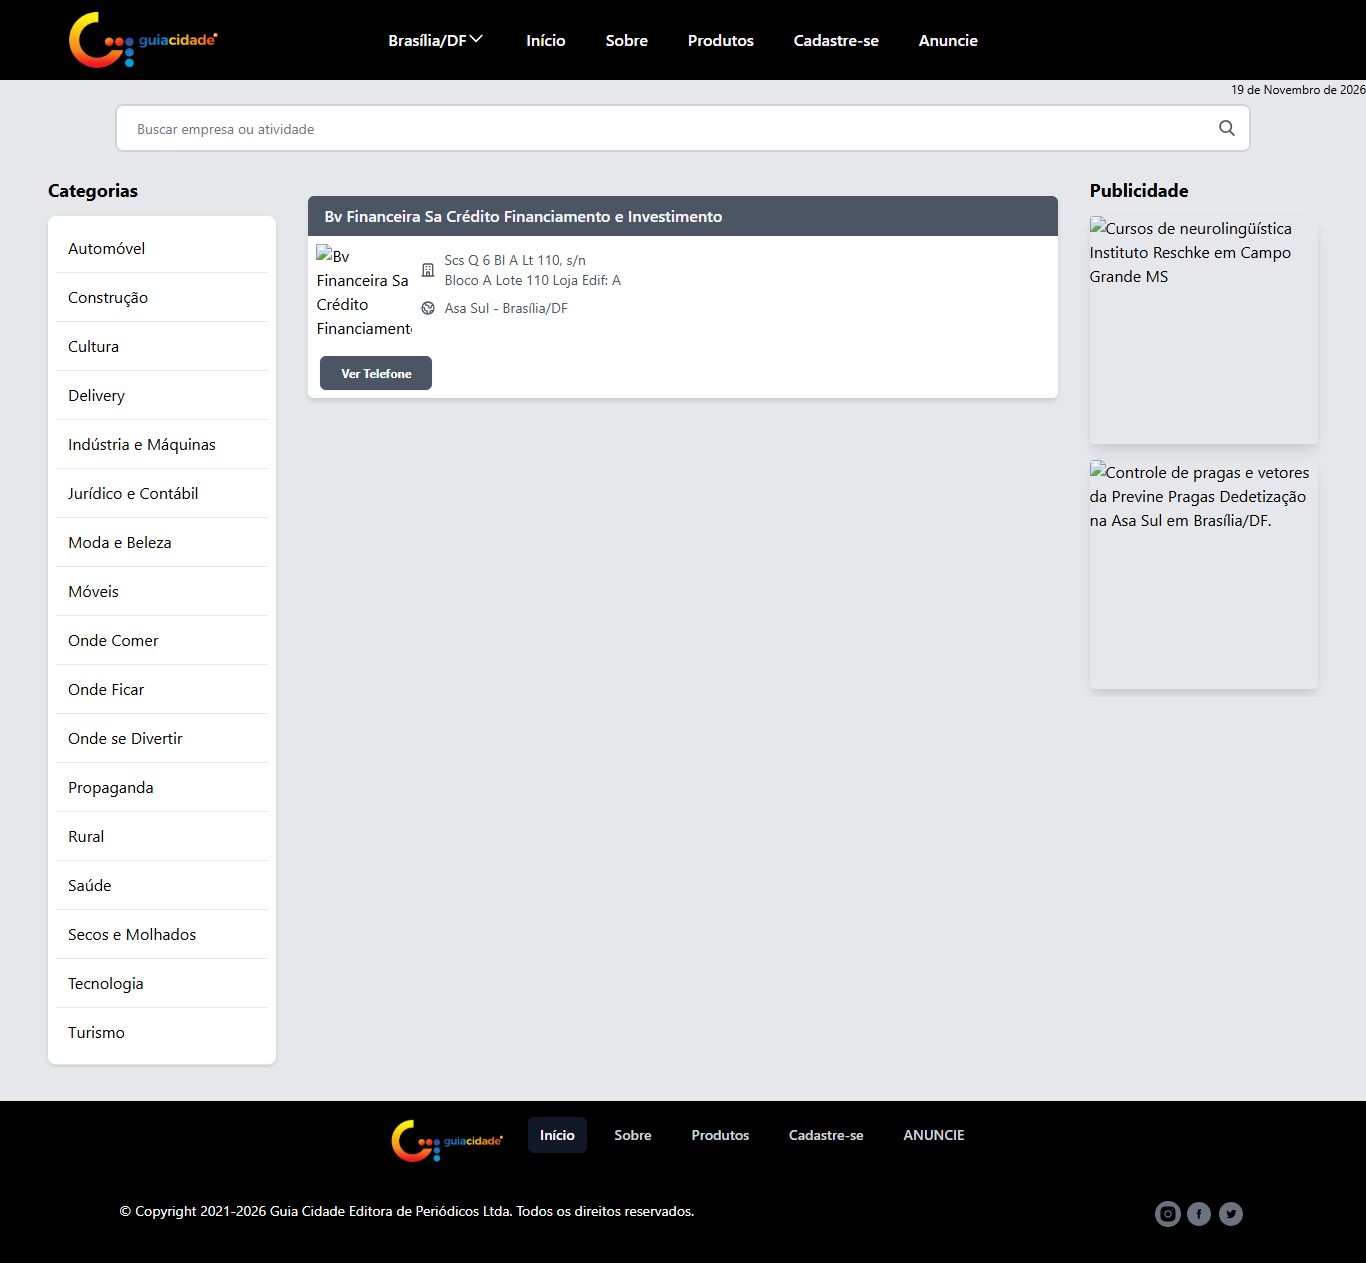 guiacidade
Brasília/DF
Início
Sobre
Produtos
Cadastre-se
Anuncie
19 de Novembro de 2026
Buscar empresa ou atividade
Categorias
Automóvel
Construção
Cultura
Delivery
Indústria e Máquinas
Jurídico e Contábil
Moda e Beleza
Móveis
Onde Comer
Onde Ficar
Onde se Divertir
Propaganda
Rural
Saúde
Secos e Molhados
Tecnologia
Turismo
Bv Financeira Sa Crédito Financiamento e Investimento
Bv
Financeira Sa
Crédito
Financiamento
Scs Q 6 Bl A Lt 110, s/n
Bloco A Lote 110 Loja Edif: A
Asa Sul - Brasília/DF
Ver Telefone
Publicidade
Cursos de neurolingüística
Instituto Reschke em Campo
Grande MS
Controle de pragas e vetores
da Previne Pragas Dedetização
na Asa Sul em Brasília/DF.
guiacidade
Início
Sobre
Produtos
Cadastre-se
ANUNCIE
© Copyright 2021-2026 Guia Cidade Editora de Periódicos Ltda. Todos os direitos reservados.